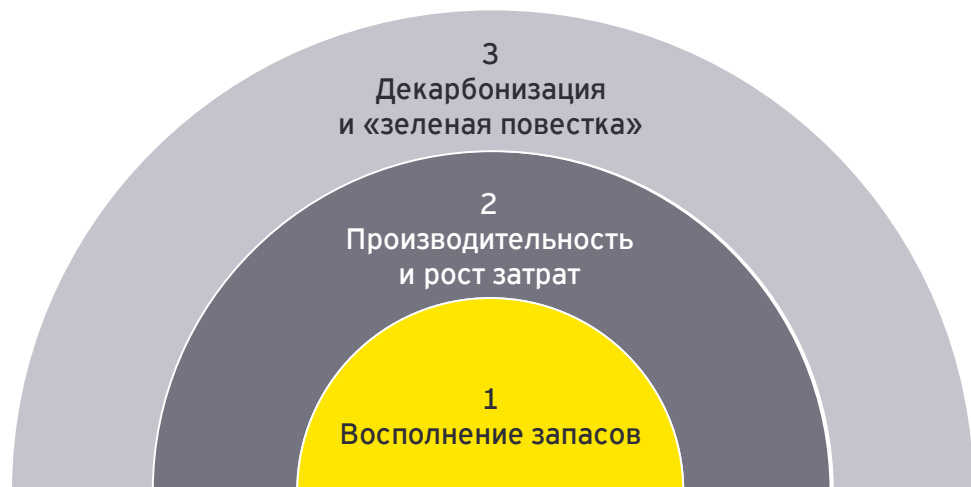 3
Декарбонизация
и «зеленая повестка»
2
Производительность
и рост затрат
1
Восполнение запасов